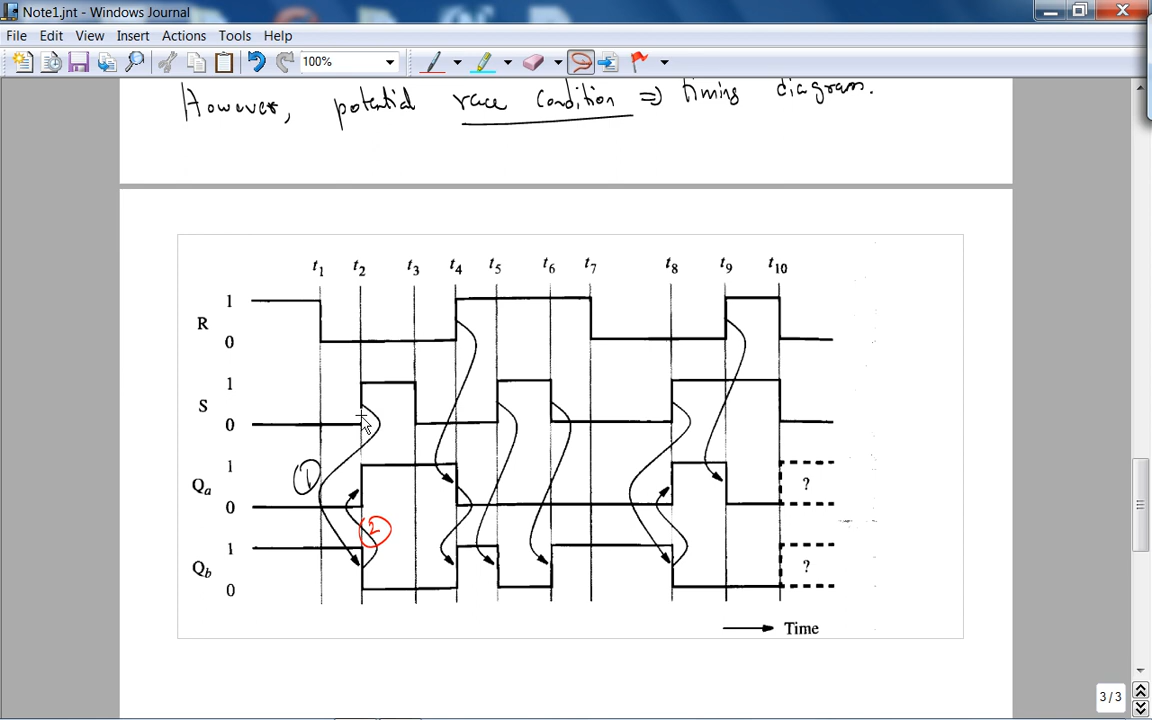 Note1.jnt - Windows Journal
File Edit View Insert Actions Tools Help
100%
However, potential race condition ⇒ timing diagram.
t1 t2 t3 t4 t5 t6 t7 t8 t9 t10
1
R
0
1
S
0
1
Qa ?
0
1
Qb ?
0
1
2
Time
3 / 3